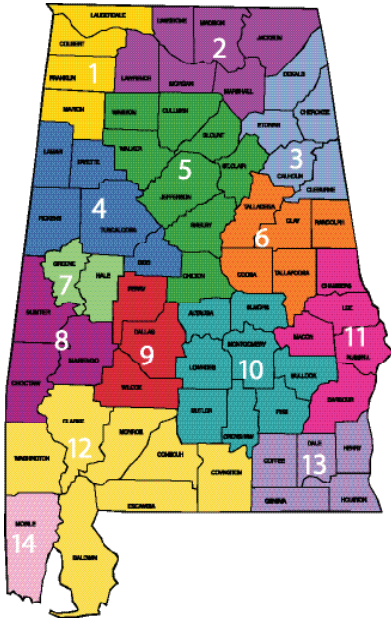 LAUDERDALE
LIMESTONE
MADISON
2
JACKSON
COLBERT
1
FRANKLIN
LAWRENCE
MORGAN
MARSHALL
DEKALB
CHEROKEE
MARION
WINSTON
CULLMAN
BLOUNT
ETOWAH
WALKER
5
ST.CLAIR
3
CALHOUN
CLEBURNE
LAMAR
FAYETTE
JEFFERSON
4
PICKENS
TUSCALOOSA
TALLADEGA
CLAY
RANDOLPH
SHELBY
6
BIBB
GREENE
7
HALE
CHILTON
COOSA
TALLAPOOSA
CHAMBERS
PERRY
SUMTER
AUTAUGA
ELMORE
LEE
8
DALLAS
9
MONTGOMERY
MACON
11
RUSSELL
MARENGO
LOWNDES
10
BULLOCK
CHOCTAW
WILCOX
BUTLER
PIKE
BARBOUR
CLARKE
12
MONROE
CRENSHAW
DALE
HENRY
WASHINGTON
CONECUH
COVINGTON
COFFEE
13
ESCAMBIA
GENEVA
HOUSTON
MOBILE
14
BALDWIN